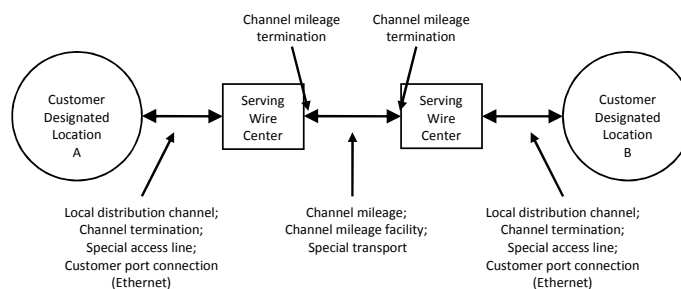 Channel mileage
termination
Channel mileage
termination
Customer
Designated
Location
A
Serving
Wire
Center
Serving
Wire
Center
Customer
Designated
Location
B
Local distribution channel;
Channel termination;
Special access line;
Customer port connection
(Ethernet)
Channel mileage;
Channel mileage facility;
Special transport
Local distribution channel;
Channel termination;
Special access line;
Customer port connection
(Ethernet)